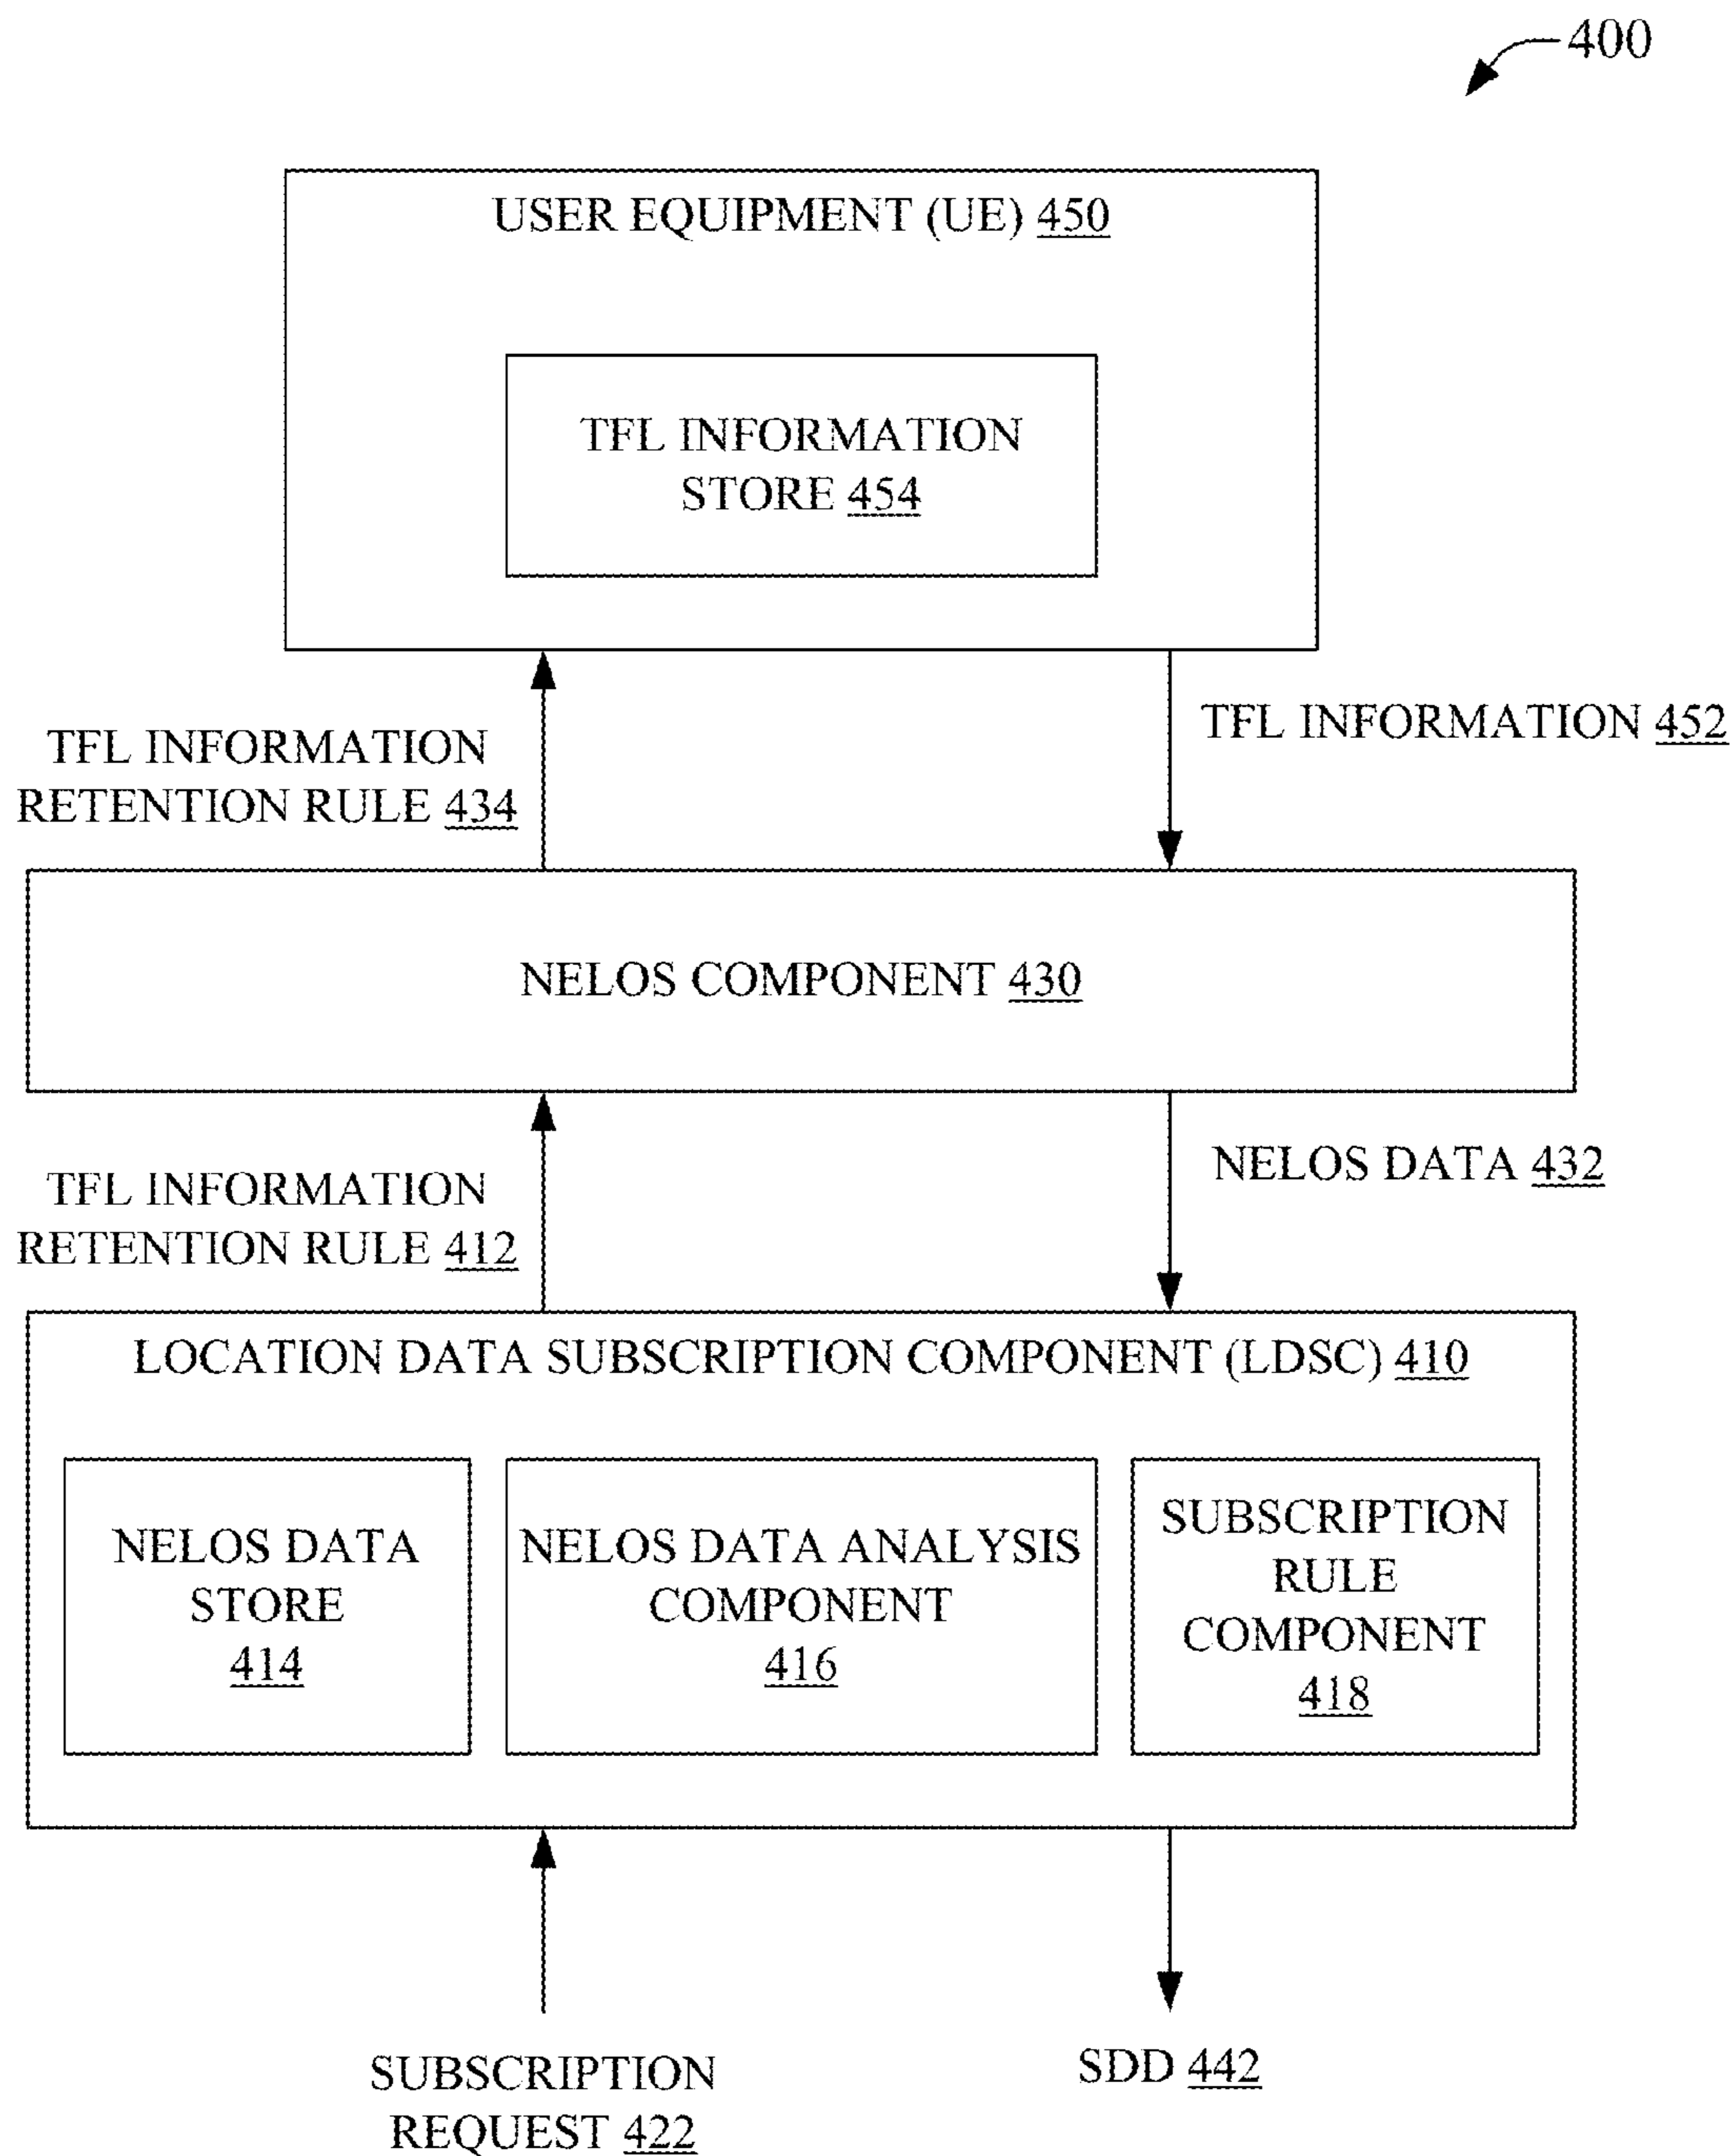 400
USER EQUIPMENT (UE) 450
TFL INFORMATION
STORE 454
TFL INFORMATION
RETENTION RULE 434
TFL INFORMATION 452
NELOS COMPONENT 430
TFL INFORMATION
RETENTION RULE 412
NELOS DATA 432
LOCATION DATA SUBSCRIPTION COMPONENT (LDSC) 410
NELOS DATA
STORE
414
NELOS DATA ANALYSIS
COMPONENT
416
SUBSCRIPTION
RULE
COMPONENT
418
SUBSCRIPTION
REQUEST 422
SDD 442